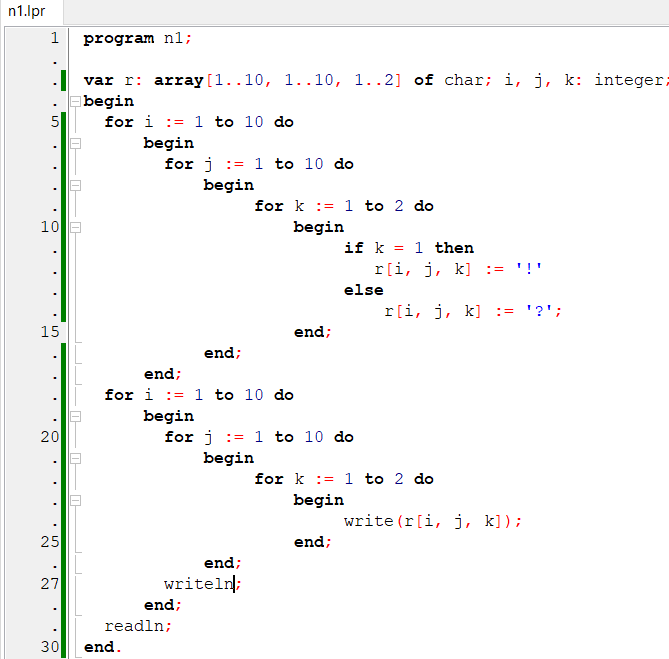 n1.lpr
1 program n1;
.
. var r: array[1..10, 1..10, 1..2] of char; i, j, k: integer;
. begin
5 for i := 1 to 10 do
. begin
. for j := 1 to 10 do
. begin
. for k := 1 to 2 do
10 begin
. if k = 1 then
. r[i, j, k] := '!'
. else
. r[i, j, k] := '?';
15 end;
. end;
. end;
. for i := 1 to 10 do
. begin
20 for j := 1 to 10 do
. begin
. for k := 1 to 2 do
. begin
. write(r[i, j, k]);
25 end;
. end;
27 writeln;
. end;
. readln;
30 end.